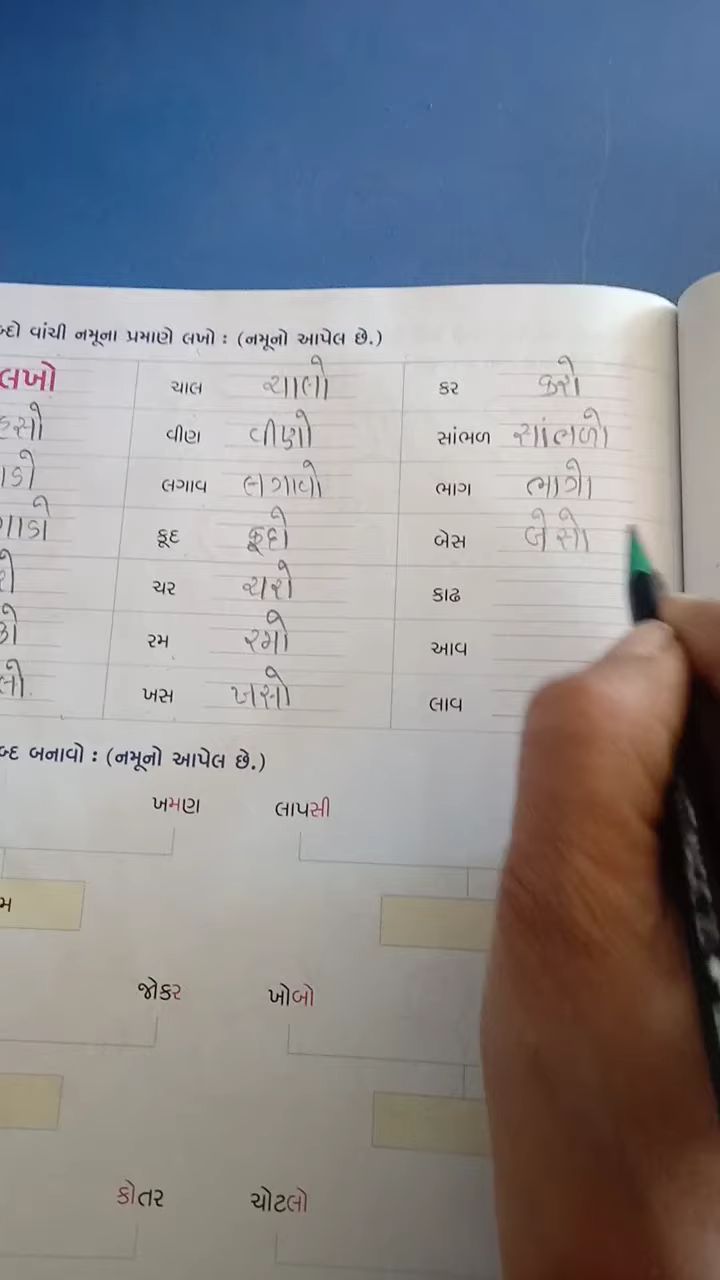 વાંચી નમૂના પ્રમાણે લખો : (નમૂનો આપેલ છે.)
લખો ચાલ ચાલો કર કરો
વીણ વીણો સાંભળ સાંભળો
લગાવ લગાવો ભાગ ભાગો
કૂદ કૂદો બેસ બેસો
ચર ચરો કાઢ
રમ રમો આવ
ખસ ખસો લાવ
બનાવો : (નમૂનો આપેલ છે.)
ખમણ લાપસી
જોકર ખોબો
કોતર ચોટલો